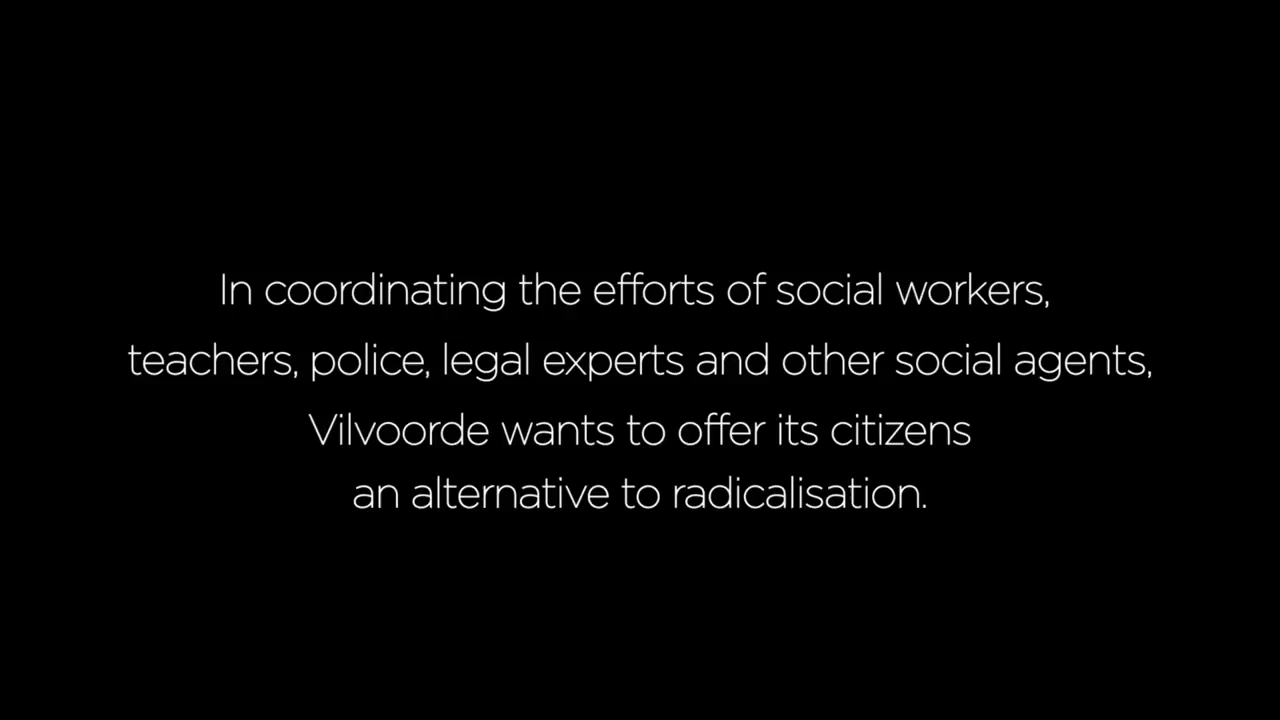 In coordinating the efforts of social workers,
teachers, police, legal experts and other social agents,
Vilvoorde wants to offer its citizens
an alternative to radicalisation.